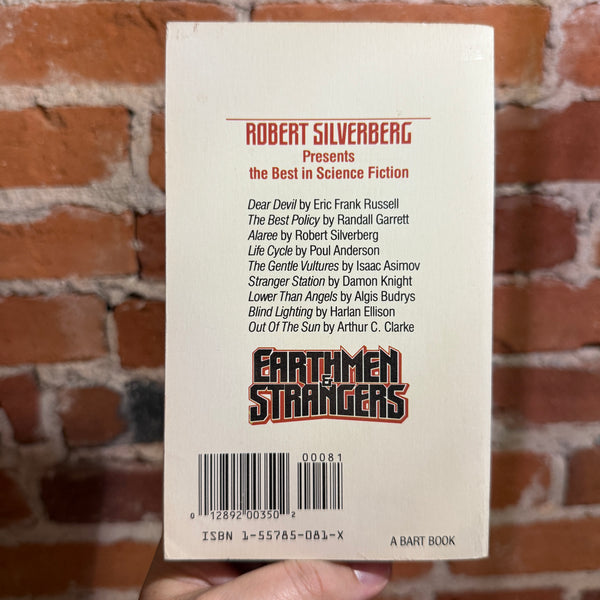 ROBERT SILVERBERG
Presents
the Best in Science Fiction
Dear Devil by Eric Frank Russell
The Best Policy by Randall Garrett
Alaree by Robert Silverberg
Life Cycle by Poul Anderson
The Gentle Vultures by Isaac Asimov
Stranger Station by Damon Knight
Lower Than Angels by Algis Budrys
Blind Lighting by Harlan Ellison
Out Of The Sun by Arthur C. Clarke
EARTHMEN
&
STRANGERS
00081
0 12892 00350 2
ISBN 1-55785-081-X
A BART BOOK